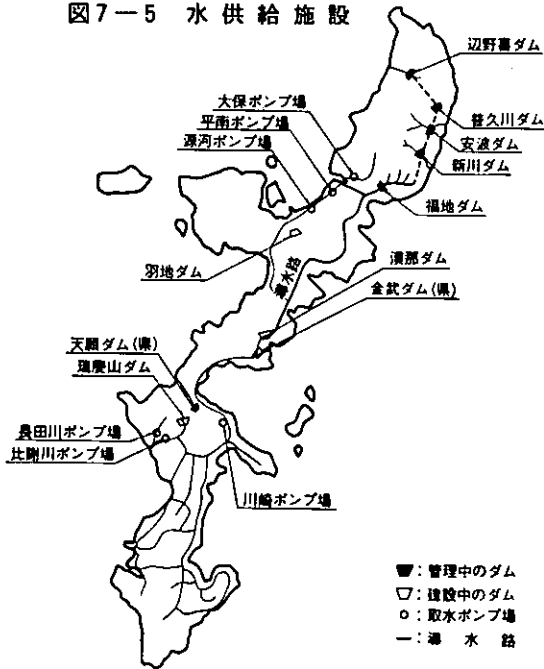 図7-5 水供給施設
辺野喜ダム
大保ポンプ場
普久川ダム
平南ポンプ場
安波ダム
源河ポンプ場
新川ダム
福地ダム
羽地ダム
導水路
漢那ダム
金武ダム(県)
天願ダム(県)
瑞慶山ダム
長田川ポンプ場
比謝川ポンプ場
川崎ポンプ場
:管理中のダム
:建設中のダム
:取水ポンプ場
:導水路